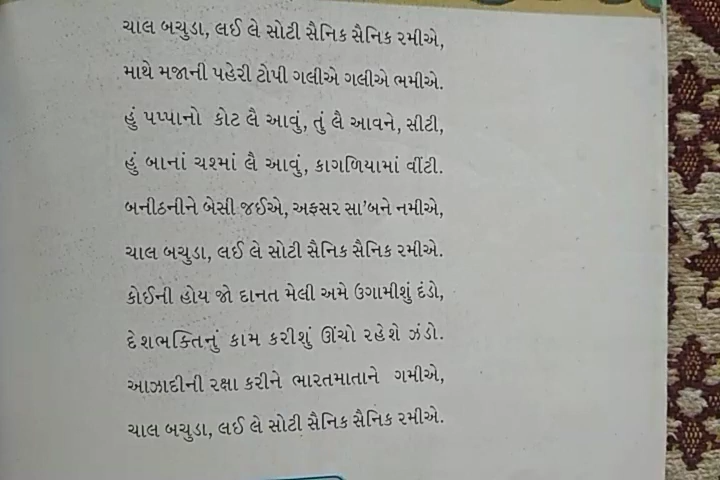 ચાલ બચુડા, લઈ લે સોટી સૈનિક સૈનિક રમીએ,
માથે મજાની પહેરી ટોપી ગલીએ ગલીએ ભમીએ.
હું પપ્પાનો કોટ લૈ આવું, તું લૈ આવને, સીટી,
હું બાનાં ચશ્માં લૈ આવું, કાગળિયામાં વીંટી.
બનીઠનીને બેસી જઈએ, અફસર સા'બને નમીએ,
ચાલ બચુડા, લઈ લે સોટી સૈનિક સૈનિક રમીએ.
કોઈની હોય જો દાનત મેલી અમે ઉગામીશું દંડો,
દેશભક્તિનું કામ કરીશું ઊંચો રહેશે ઝંડો.
આઝાદીની રક્ષા કરીને ભારતમાતાને ગમીએ,
ચાલ બચુડા, લઈ લે સોટી સૈનિક સૈનિક રમીએ.